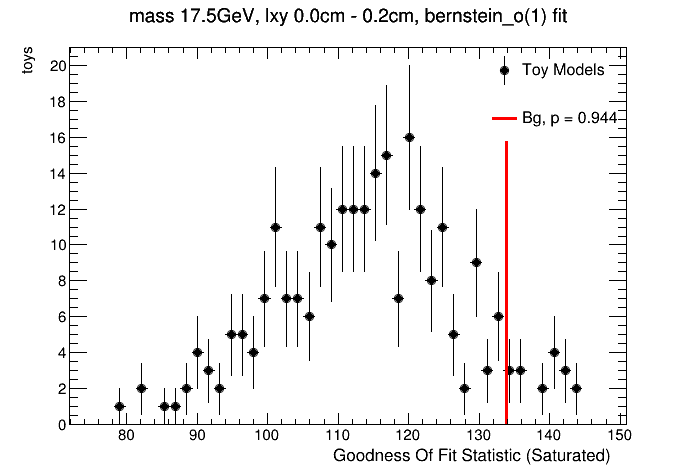 mass 17.5GeV, lxy 0.0cm - 0.2cm, bernstein_o(1) fit
toys
20
18
16
14
12
10
8
6
4
2
0
Toy Models
Bg, p = 0.944
80 90 100 110 120 130 140 150
Goodness Of Fit Statistic (Saturated)